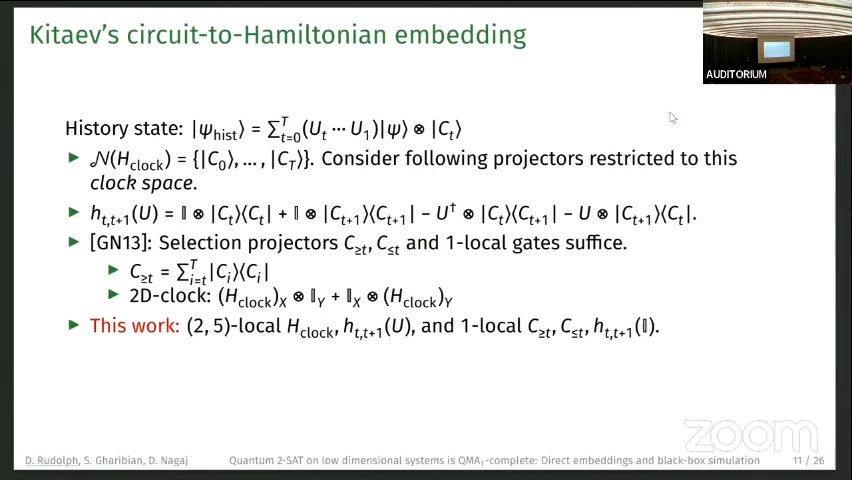 Kitaev's circuit-to-Hamiltonian embedding
AUDITORIUM
History state: |ψ_hist⟩ = ∑_{t=0}^{T}(U_t ··· U_1)|ψ⟩ ⊗ |C_t⟩
▶ 𝒩(H_clock) = {|C_0⟩, ..., |C_T⟩}. Consider following projectors restricted to this
clock space.
▶ h_{t,t+1}(U) = 𝕀 ⊗ |C_t⟩⟨C_t| + 𝕀 ⊗ |C_{t+1}⟩⟨C_{t+1}| − U^† ⊗ |C_t⟩⟨C_{t+1}| − U ⊗ |C_{t+1}⟩⟨C_t|.
▶ [GN13]: Selection projectors C_{≥t}, C_{≤t} and 1-local gates suffice.
▶ C_{≥t} = ∑_{i=t}^{T} |C_i⟩⟨C_i|
▶ 2D-clock: (H_clock)_X ⊗ 𝕀_Y + 𝕀_X ⊗ (H_clock)_Y
▶ This work: (2, 5)-local H_clock, h_{t,t+1}(U), and 1-local C_{≥t}, C_{≤t}, h_{t,t+1}(𝕀).
zoom
D. Rudolph, S. Gharibian, D. Nagaj Quantum 2-SAT on low dimensional systems is QMA_1-complete: Direct embeddings and black-box simulation 11 / 26